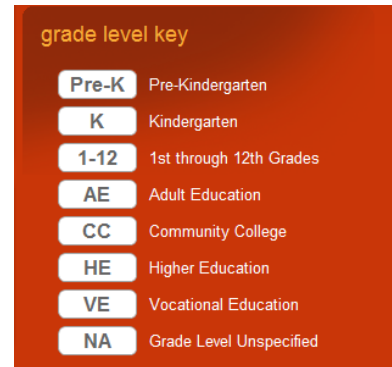 grade level key
Pre-K Pre-Kindergarten
K Kindergarten
1-12 1st through 12th Grades
AE Adult Education
CC Community College
HE Higher Education
VE Vocational Education
NA Grade Level Unspecified